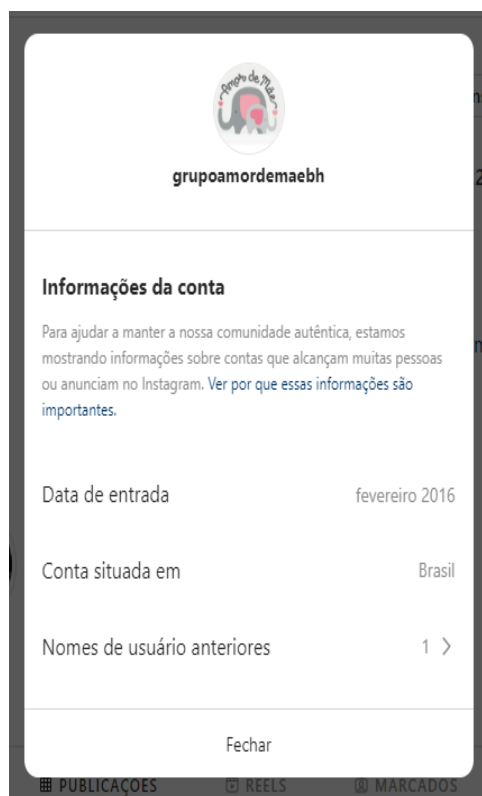 Amor de Mãe
grupoamordemaebh
Informações da conta
Para ajudar a manter a nossa comunidade autêntica, estamos
mostrando informações sobre contas que alcançam muitas pessoas
ou anunciam no Instagram. Ver por que essas informações são
importantes.
Data de entrada fevereiro 2016
Conta situada em Brasil
Nomes de usuário anteriores 1
Fechar
PUBLICAÇÕES REELS MARCADOS